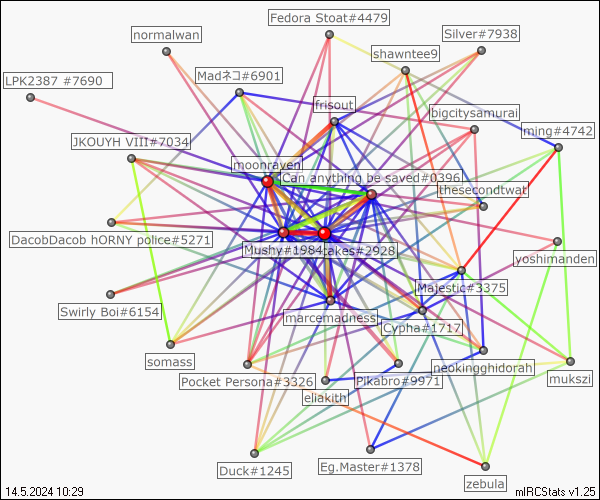 Fedora Stoat#4479
normalwan
Silver#7938
shawntee9
LPK2387 #7690
Madネコ#6901
frisout
bigcitysamurai
ming#4742
JKOUYH VIII#7034
moonraven
Can anything be saved#0396
thesecondtwat
DacobDacob hORNY police#5271
Mushy#1984
cakes#2928
yoshimanden
Majestic#3375
Swirly Boi#6154
marcemadness
Cypha#1717
somass
neokingghidorah
Pocket Persona#3326
Pikabro#9971
mukszi
eliakith
Duck#1245
Eg.Master#1378
zebula
14.5.2024 10:29
mIRCStats v1.25